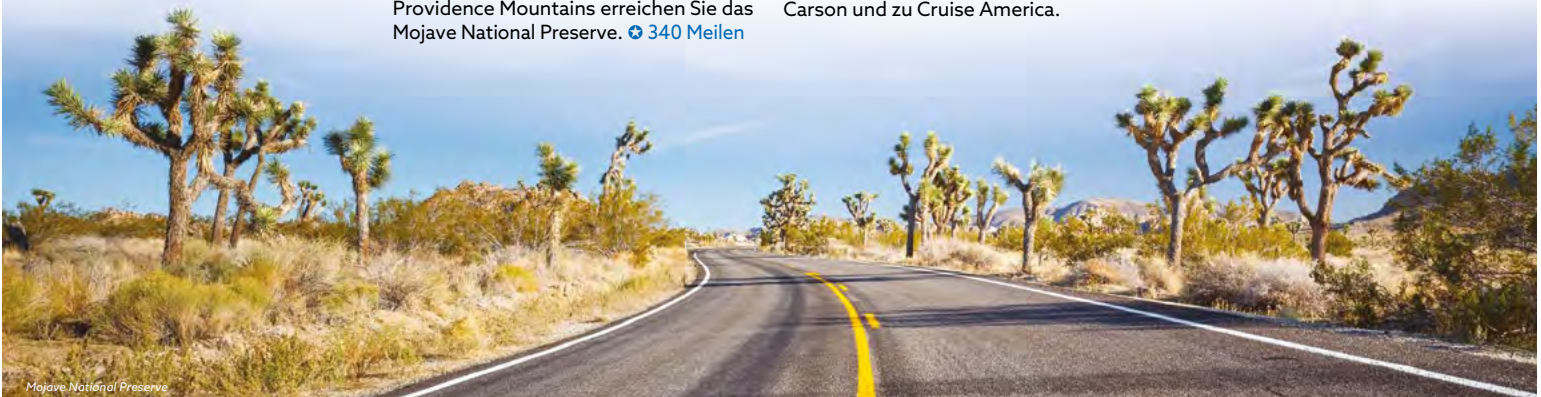 Providence Mountains erreichen Sie das
Mojave National Preserve. ✪ 340 Meilen
Carson und zu Cruise America.
Mojave National Preserve